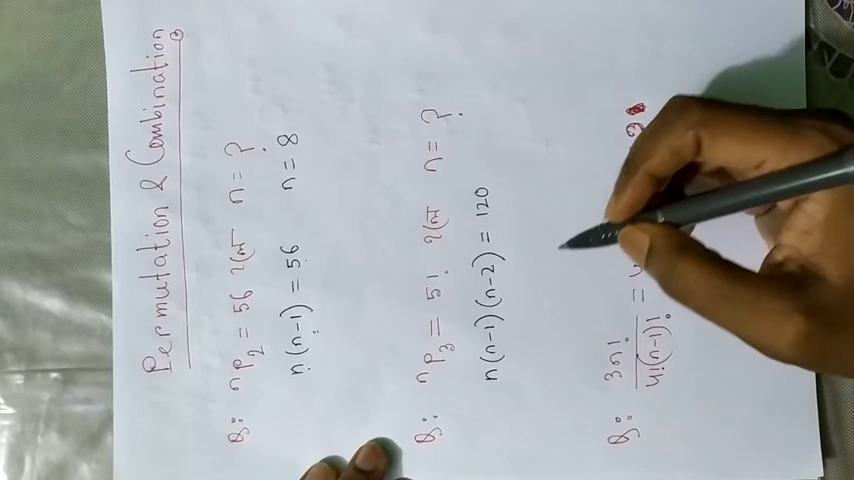 Permutation & Combination
Q: ⁿP₂ = 56 হলে n = ?
n(n-1) = 56 n = 8
Q: ⁿP₃ = 5! হলে n = ?
n(n-1)(n-2) = 120
Q: 3n! / 4!(n-1)! =